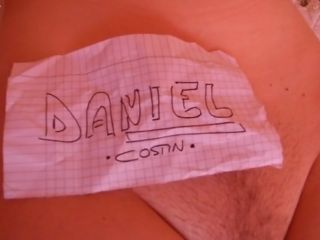 DANIEL
• COSTIN •